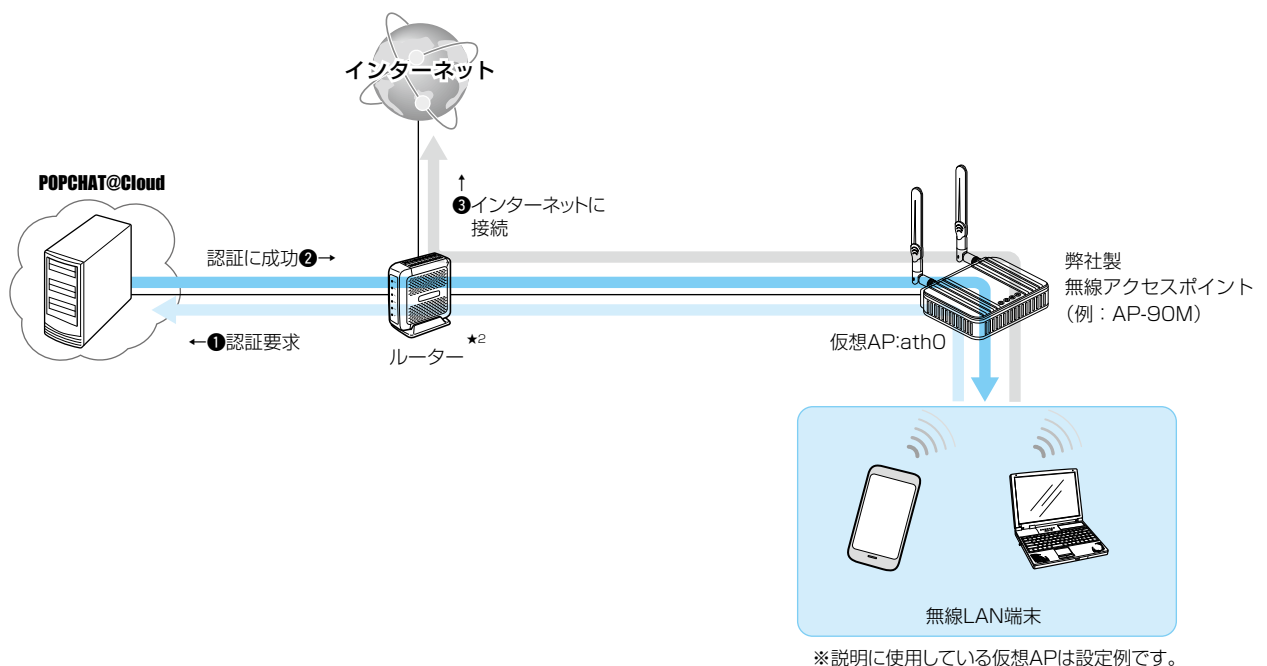 インターネット
POPCHAT@Cloud
↑
❸インターネットに
接続
認証に成功❷→
弊社製
無線アクセスポイント
（例：AP-90M）
←❶認証要求
ルーター★2
仮想AP:ath0
無線LAN端末
※説明に使用している仮想APは設定例です。